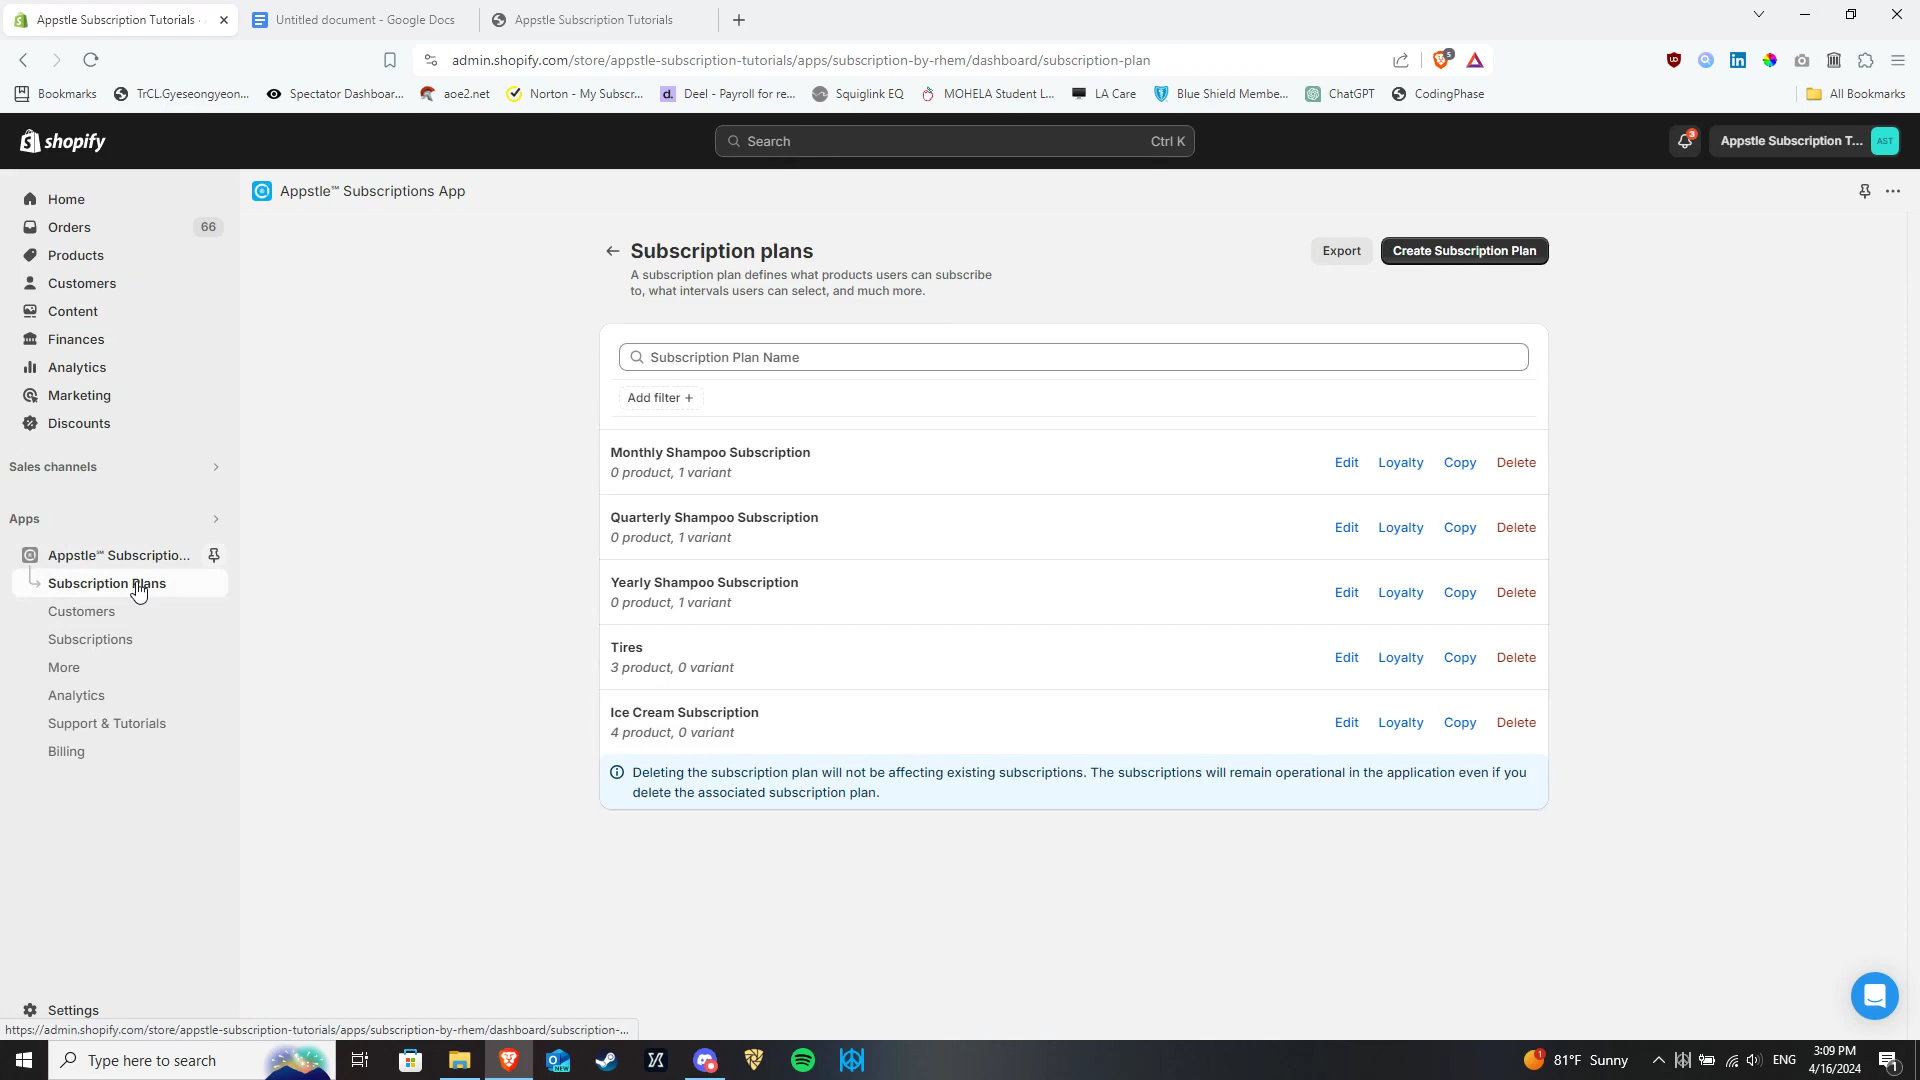 Appstle Subscription Tutorials ·
Untitled document - Google Docs
Appstle Subscription Tutorials
admin.shopify.com/store/appstle-subscription-tutorials/apps/subscription-by-rhem/dashboard/subscription-plan
5
UD
Bookmarks
TrCL.Gyeseongyeon...
Spectator Dashboar...
aoe2.net
Norton - My Subscr...
Deel - Payroll for re...
Squiglink EQ
MOHELA Student L...
LA Care
Blue Shield Membe...
ChatGPT
CodingPhase
All Bookmarks
shopify
Search
Ctrl K
3
Appstle Subscription T...
AST
Home
Orders
66
Products
Customers
Content
Finances
Analytics
Marketing
Discounts
Sales channels
Apps
Appstle℠ Subscriptio...
Subscription Plans
Customers
Subscriptions
More
Analytics
Support & Tutorials
Billing
Settings
Appstle℠ Subscriptions App
Subscription plans
A subscription plan defines what products users can subscribe
to, what intervals users can select, and much more.
Export
Create Subscription Plan
Subscription Plan Name
Add filter +
Monthly Shampoo Subscription
0 product, 1 variant
Edit Loyalty Copy Delete
Quarterly Shampoo Subscription
0 product, 1 variant
Edit Loyalty Copy Delete
Yearly Shampoo Subscription
0 product, 1 variant
Edit Loyalty Copy Delete
Tires
3 product, 0 variant
Edit Loyalty Copy Delete
Ice Cream Subscription
4 product, 0 variant
Edit Loyalty Copy Delete
Deleting the subscription plan will not be affecting existing subscriptions. The subscriptions will remain operational in the application even if you
delete the associated subscription plan.
https://admin.shopify.com/store/appstle-subscription-tutorials/apps/subscription-by-rhem/dashboard/subscription-...
Type here to search
NEW
1
81°F Sunny
ENG
3:09 PM
4/16/2024
1